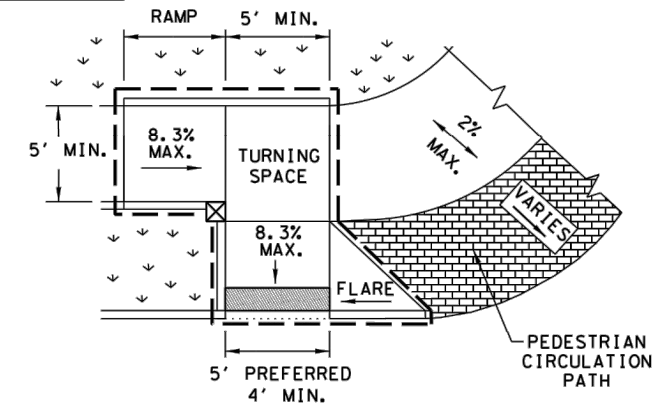 RAMP
5' MIN.
5' MIN.
8.3%
MAX.
TURNING
SPACE
2%
MAX.
VARIES
8.3%
MAX.
FLARE
5' PREFERRED
4' MIN.
PEDESTRIAN
CIRCULATION
PATH